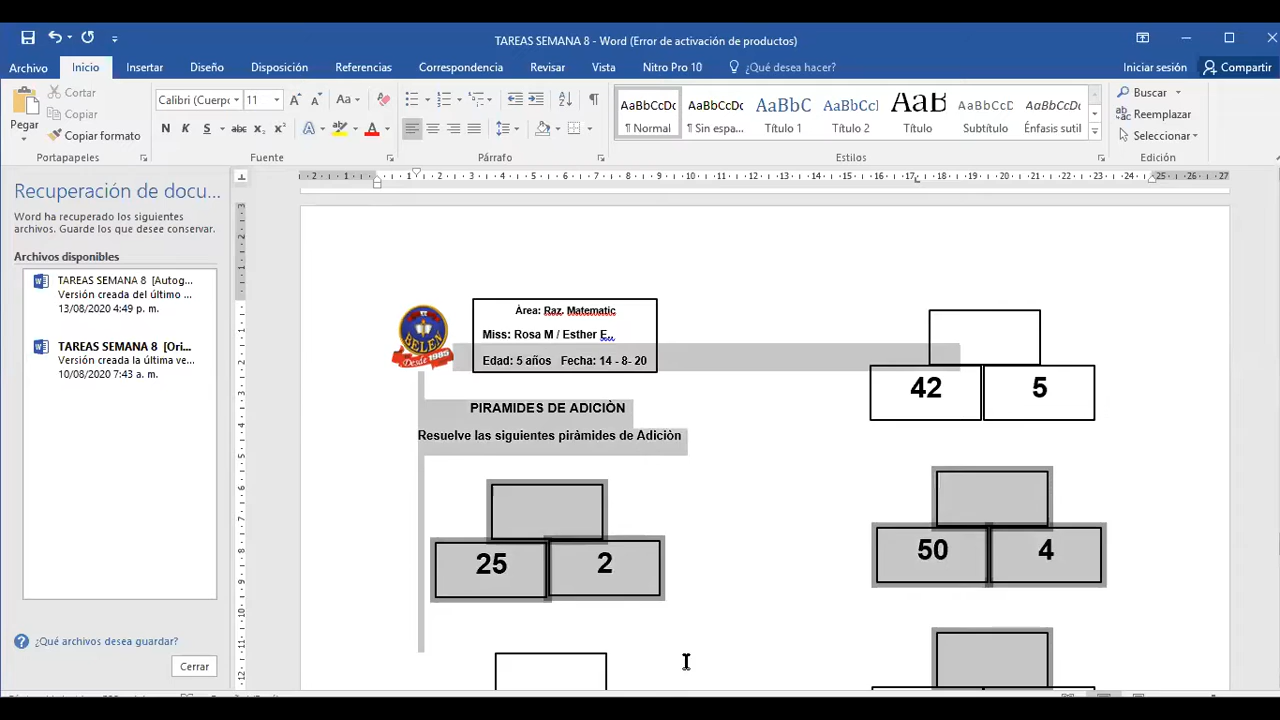 TAREAS SEMANA 8 - Word (Error de activación de productos)
Archivo Inicio Insertar Diseño Disposición Referencias Correspondencia Revisar Vista Nitro Pro 10 ¿Qué desea hacer? Iniciar sesión Compartir
Pegar
Cortar
Copiar
Copiar formato
Portapapeles
Calibri (Cuerpo 11
N K S abc x₂ x²
Fuente
Párrafo
AaBbCcDc AaBbCcDc AaBbC AaBbCcI AaB AaBbCcD AaBbCcDc
¶ Normal ¶ Sin espa... Título 1 Título 2 Título Subtítulo Énfasis sutil
Estilos
Buscar
Reemplazar
Seleccionar
Edición
Recuperación de docu...
Word ha recuperado los siguientes
archivos. Guarde los que desee conservar.
Archivos disponibles
TAREAS SEMANA 8 [Autog...
Versión creada del último ...
13/08/2020 4:49 p. m.
TAREAS SEMANA 8 [Ori...
Versión creada la última ve...
10/08/2020 7:43 a. m.
¿Qué archivos desea guardar?
Cerrar
BELEN
Desde 1985
Àrea: Raz. Matematic
Miss: Rosa M / Esther E.
Edad: 5 años Fecha: 14 - 8- 20
PIRAMIDES DE ADICIÒN
Resuelve las siguientes piràmides de Adiciòn
42 5
25 2
50 4